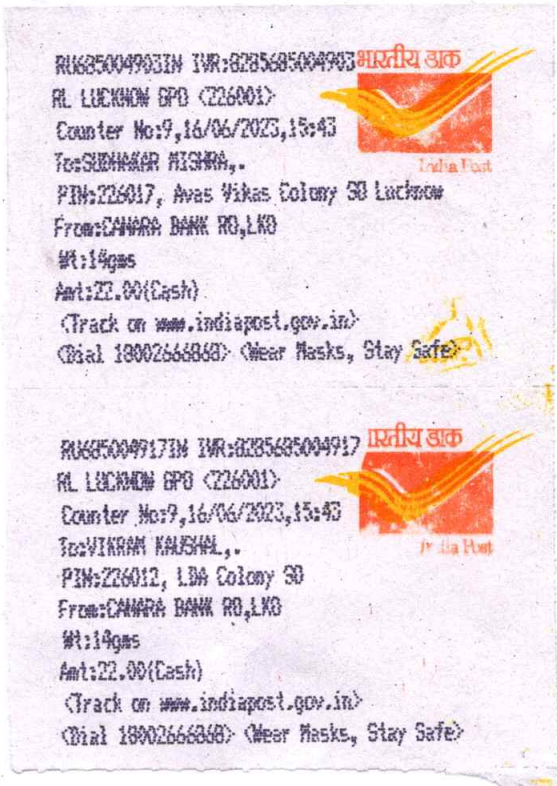 RU685004903IN IVR:8285685004903
भारतीय डाक
RL LUCKNOW GPO <226001>
Counter No:9,16/06/2023,15:43
To:SUDHAKAR MISHRA,.
India Post
PIN:226017, Avas Vikas Colony SO Lucknow
From:CANARA BANK RO,LKO
Wt:14gms
Amt:22.00(Cash)
<Track on www.indiapost.gov.in>
<Dial 18002666868> <Wear Masks, Stay Safe>
RU685004917IN IVR:8285685004917
भारतीय डाक
RL LUCKNOW GPO <226001>
Counter No:9,16/06/2023,15:43
To:VIKRAM KAUSHAL,.
India Post
PIN:226012, LDA Colony SO
From:CANARA BANK RO,LKO
Wt:14gms
Amt:22.00(Cash)
<Track on www.indiapost.gov.in>
<Dial 18002666868> <Wear Masks, Stay Safe>